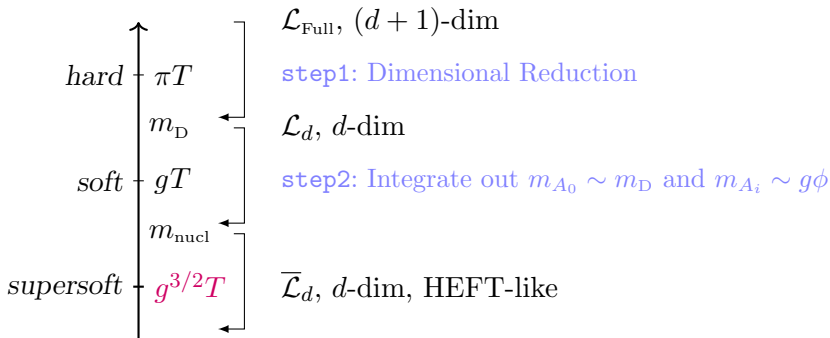 ℒ_Full, (d + 1)-dim
hard πT step1: Dimensional Reduction
m_D ℒ_d, d-dim
soft gT step2: Integrate out m_{A_0} ∼ m_D and m_{A_i} ∼ gϕ
m_nucl
supersoft g^{3/2}T ℒ̅_d, d-dim, HEFT-like